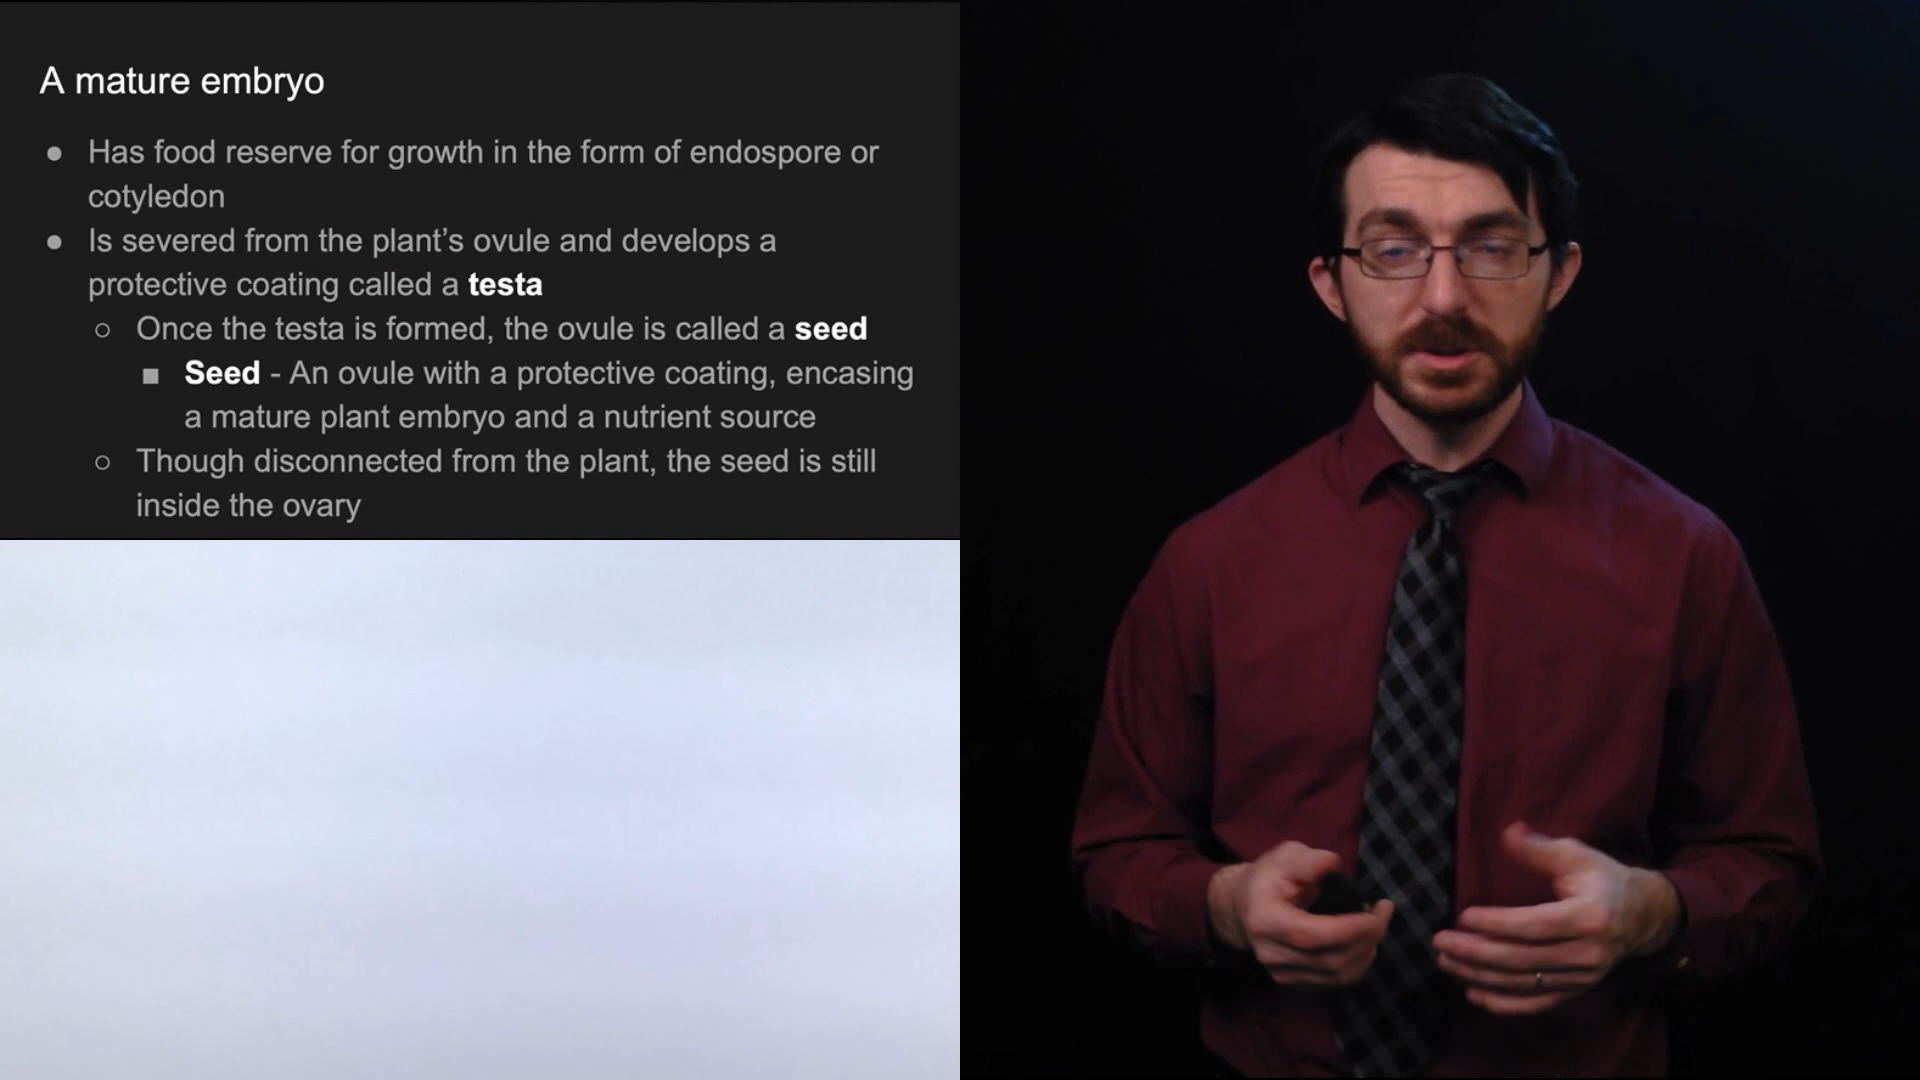 A mature embryo
● Has food reserve for growth in the form of endospore or
cotyledon
● Is severed from the plant’s ovule and develops a
protective coating called a testa
○ Once the testa is formed, the ovule is called a seed
■ Seed - An ovule with a protective coating, encasing
a mature plant embryo and a nutrient source
○ Though disconnected from the plant, the seed is still
inside the ovary